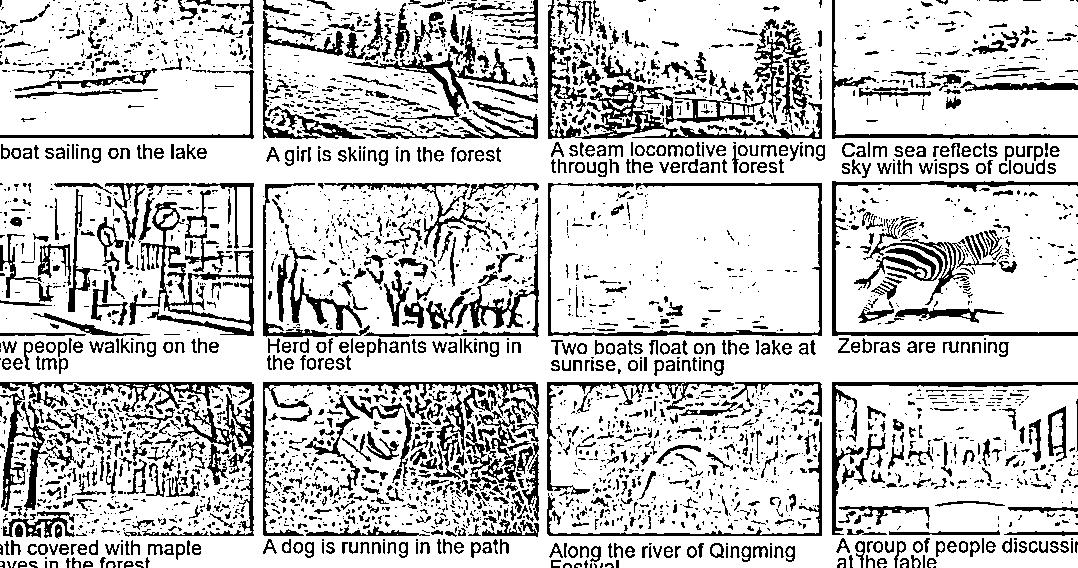 boat sailing on the lake
A girl is skiing in the forest
A steam locomotive journeying
through the verdant forest
Calm sea reflects purple
sky with wisps of clouds
ew people walking on the
reet tmp
Herd of elephants walking in
the forest
Two boats float on the lake at
sunrise, oil painting
Zebras are running
0:10
ath covered with maple
aves in the forest
A dog is running in the path
Along the river of Qingming
Festival
A group of people discussin
at the table